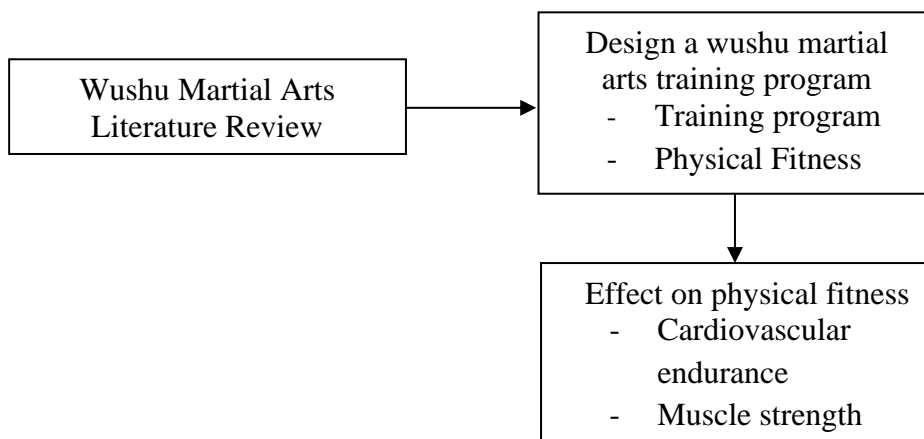 Wushu Martial Arts
Literature Review
Design a wushu martial
arts training program
- Training program
- Physical Fitness
Effect on physical fitness
- Cardiovascular
endurance
- Muscle strength